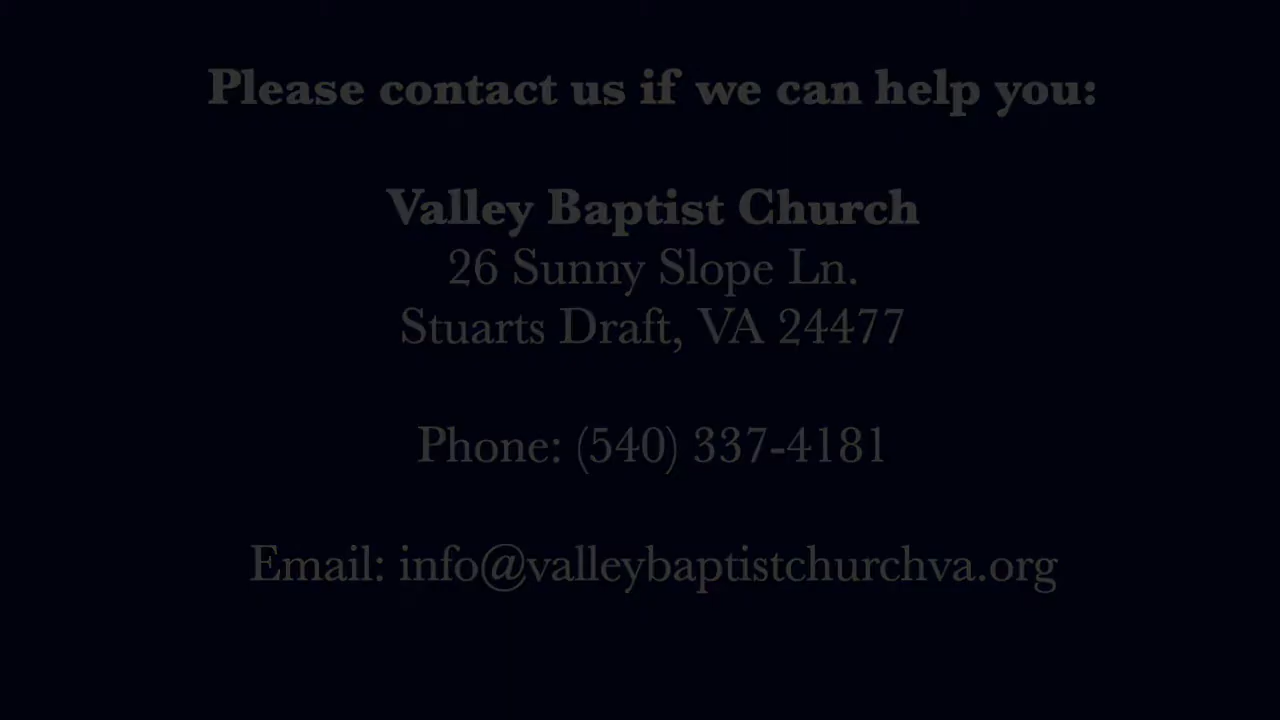 Please contact us if we can help you:
Valley Baptist Church
26 Sunny Slope Ln.
Stuarts Draft, VA 24477
Phone: (540) 337-4181
Email: info@valleybaptistchurchva.org